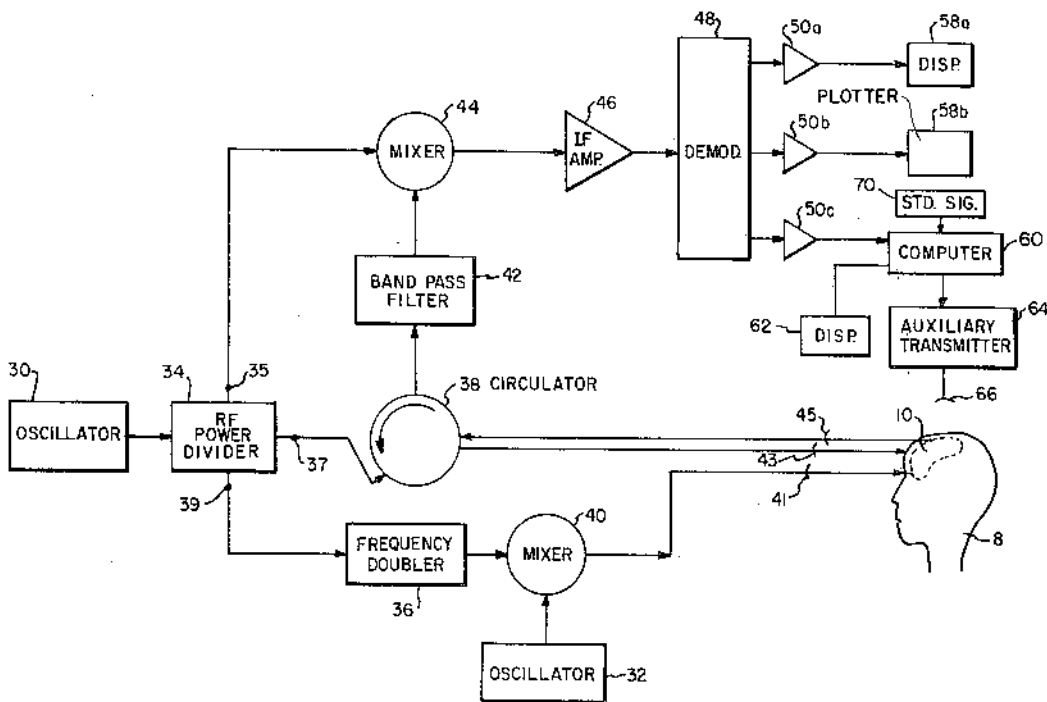 48
50a
58a
DISP.
PLOTTER
58b
44
MIXER
46
I.F.
AMP.
DEMOD.
50b
70
STD. SIG.
50c
COMPUTER
60
BAND PASS
FILTER
42
62
DISP.
AUXILIARY
TRANSMITTER
64
66
30
OSCILLATOR
34
35
RF
POWER
DIVIDER
37
39
38 CIRCULATOR
45
43
41
10
8
FREQUENCY
DOUBLER
36
40
MIXER
OSCILLATOR
32